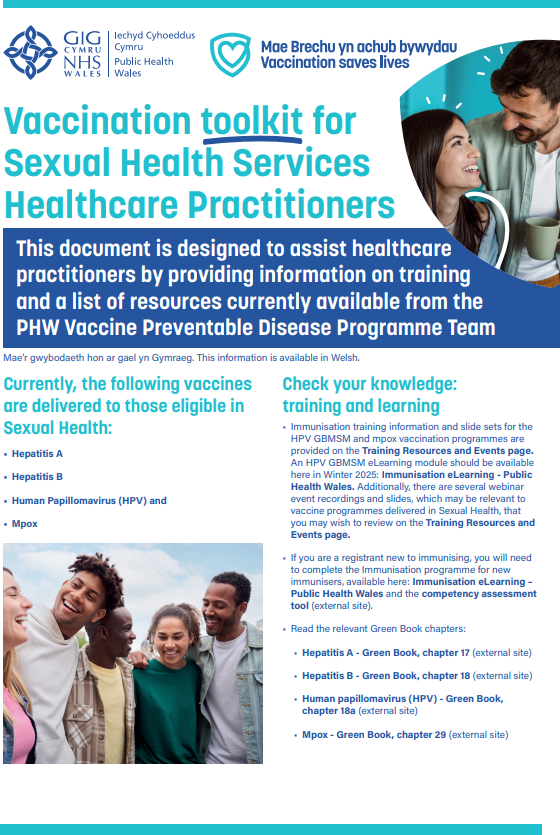 GIG
CYMRU
NHS
WALES
Iechyd Cyhoeddus
Cymru
Public Health
Wales
Mae Brechu yn achub bywydau
Vaccination saves lives
Vaccination toolkit for
Sexual Health Services
Healthcare Practitioners
This document is designed to assist healthcare
practitioners by providing information on training
and a list of resources currently available from the
PHW Vaccine Preventable Disease Programme Team
Mae'r gwybodaeth hon ar gael yn Gymraeg. This information is available in Welsh.
Currently, the following vaccines
are delivered to those eligible in
Sexual Health:
• Hepatitis A
• Hepatitis B
• Human Papillomavirus (HPV) and
• Mpox
Check your knowledge:
training and learning
• Immunisation training information and slide sets for the
HPV GBMSM and mpox vaccination programmes are
provided on the Training Resources and Events page.
An HPV GBMSM eLearning module should be available
here in Winter 2025: Immunisation eLearning - Public
Health Wales. Additionally, there are several webinar
event recordings and slides, which may be relevant to
vaccine programmes delivered in Sexual Health, that
you may wish to review on the Training Resources and
Events page.
• If you are a registrant new to immunising, you will need
to complete the Immunisation programme for new
immunisers, available here: Immunisation eLearning –
Public Health Wales and the competency assessment
tool (external site).
• Read the relevant Green Book chapters:
• Hepatitis A - Green Book, chapter 17 (external site)
• Hepatitis B - Green Book, chapter 18 (external site)
• Human papillomavirus (HPV) - Green Book,
chapter 18a (external site)
• Mpox - Green Book, chapter 29 (external site)